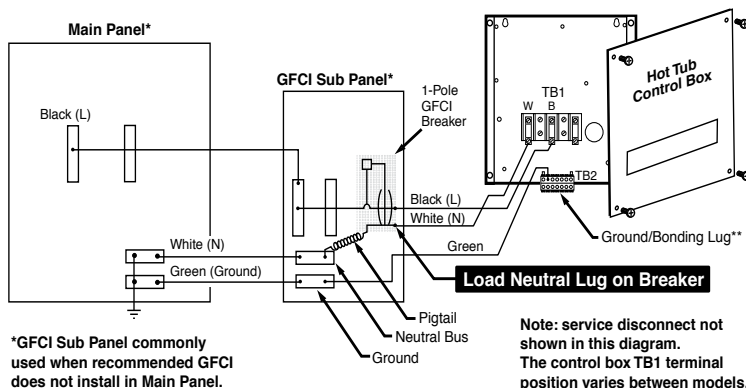 Main Panel*
GFCI Sub Panel*
1-Pole
GFCI
Breaker
TB1
W B
Hot Tub
Control Box
Black (L)
TB2
Black (L)
White (N)
Ground/Bonding Lug**
White (N)
Green
Green (Ground)
Load Neutral Lug on Breaker
Pigtail
Neutral Bus
Ground
*GFCI Sub Panel commonly
used when recommended GFCI
does not install in Main Panel.
Note: service disconnect not
shown in this diagram.
The control box TB1 terminal
position varies between models.